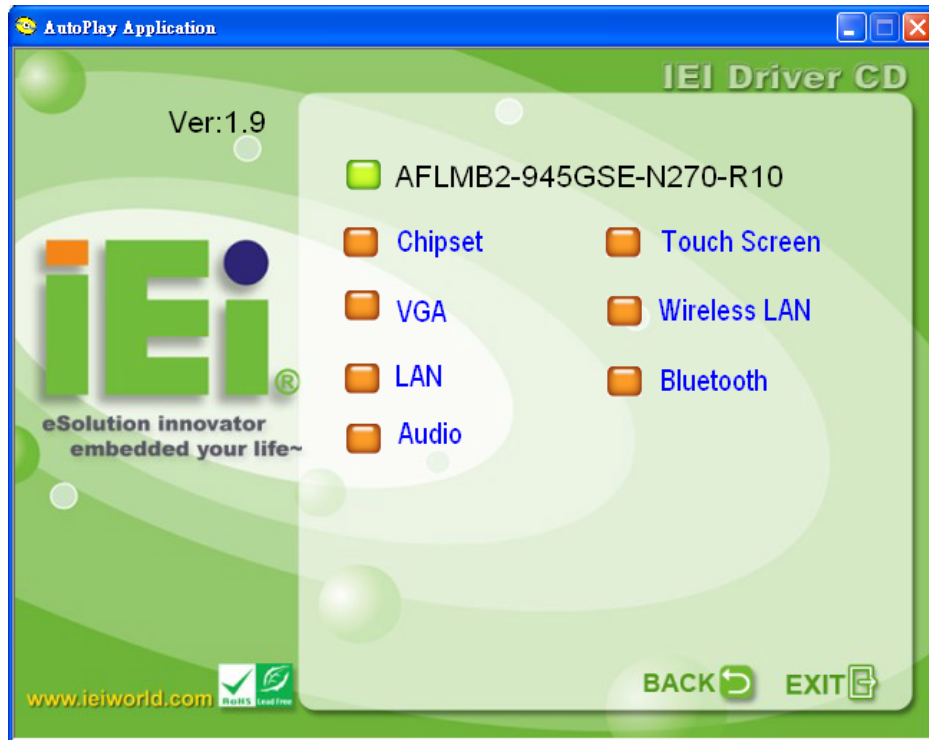 AutoPlay Application
IEI Driver CD
Ver:1.9
AFLMB2-945GSE-N270-R10
Chipset
Touch Screen
VGA
Wireless LAN
LAN
Bluetooth
Audio
iEi®
eSolution innovator
embedded your life~
www.ieiworld.com
RoHS
Lead Free
BACK
EXIT